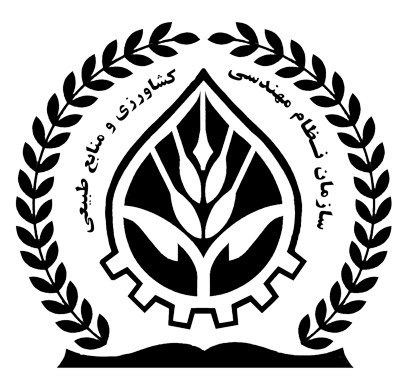 سازمان نظام مهندسی
کشاورزی و منابع طبیعی